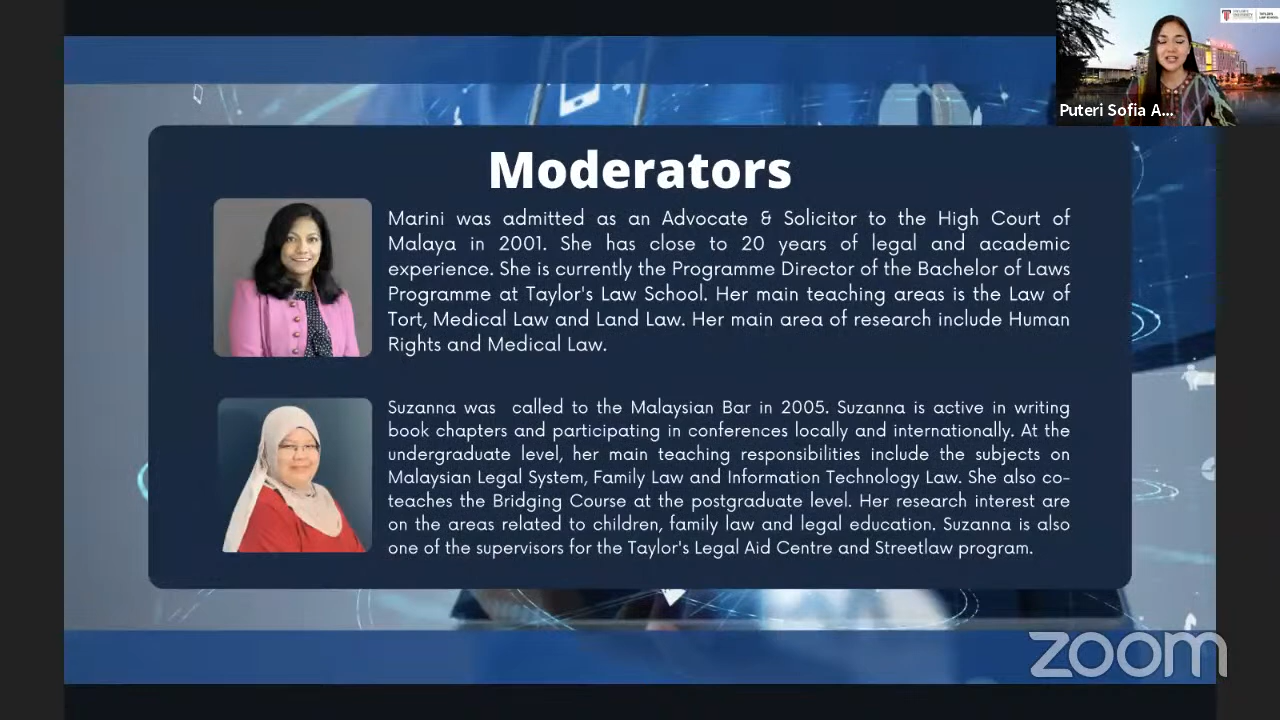 Puteri Sofia A...
Moderators
Marini was admitted as an Advocate & Solicitor to the High Court of
Malaya in 2001. She has close to 20 years of legal and academic
experience. She is currently the Programme Director of the Bachelor of Laws
Programme at Taylor's Law School. Her main teaching areas is the Law of
Tort, Medical Law and Land Law. Her main area of research include Human
Rights and Medical Law.
Suzanna was called to the Malaysian Bar in 2005. Suzanna is active in writing
book chapters and participating in conferences locally and internationally. At the
undergraduate level, her main teaching responsibilities include the subjects on
Malaysian Legal System, Family Law and Information Technology Law. She also co-
teaches the Bridging Course at the postgraduate level. Her research interest are
on the areas related to children, family law and legal education. Suzanna is also
one of the supervisors for the Taylor's Legal Aid Centre and Streetlaw program.
zoom